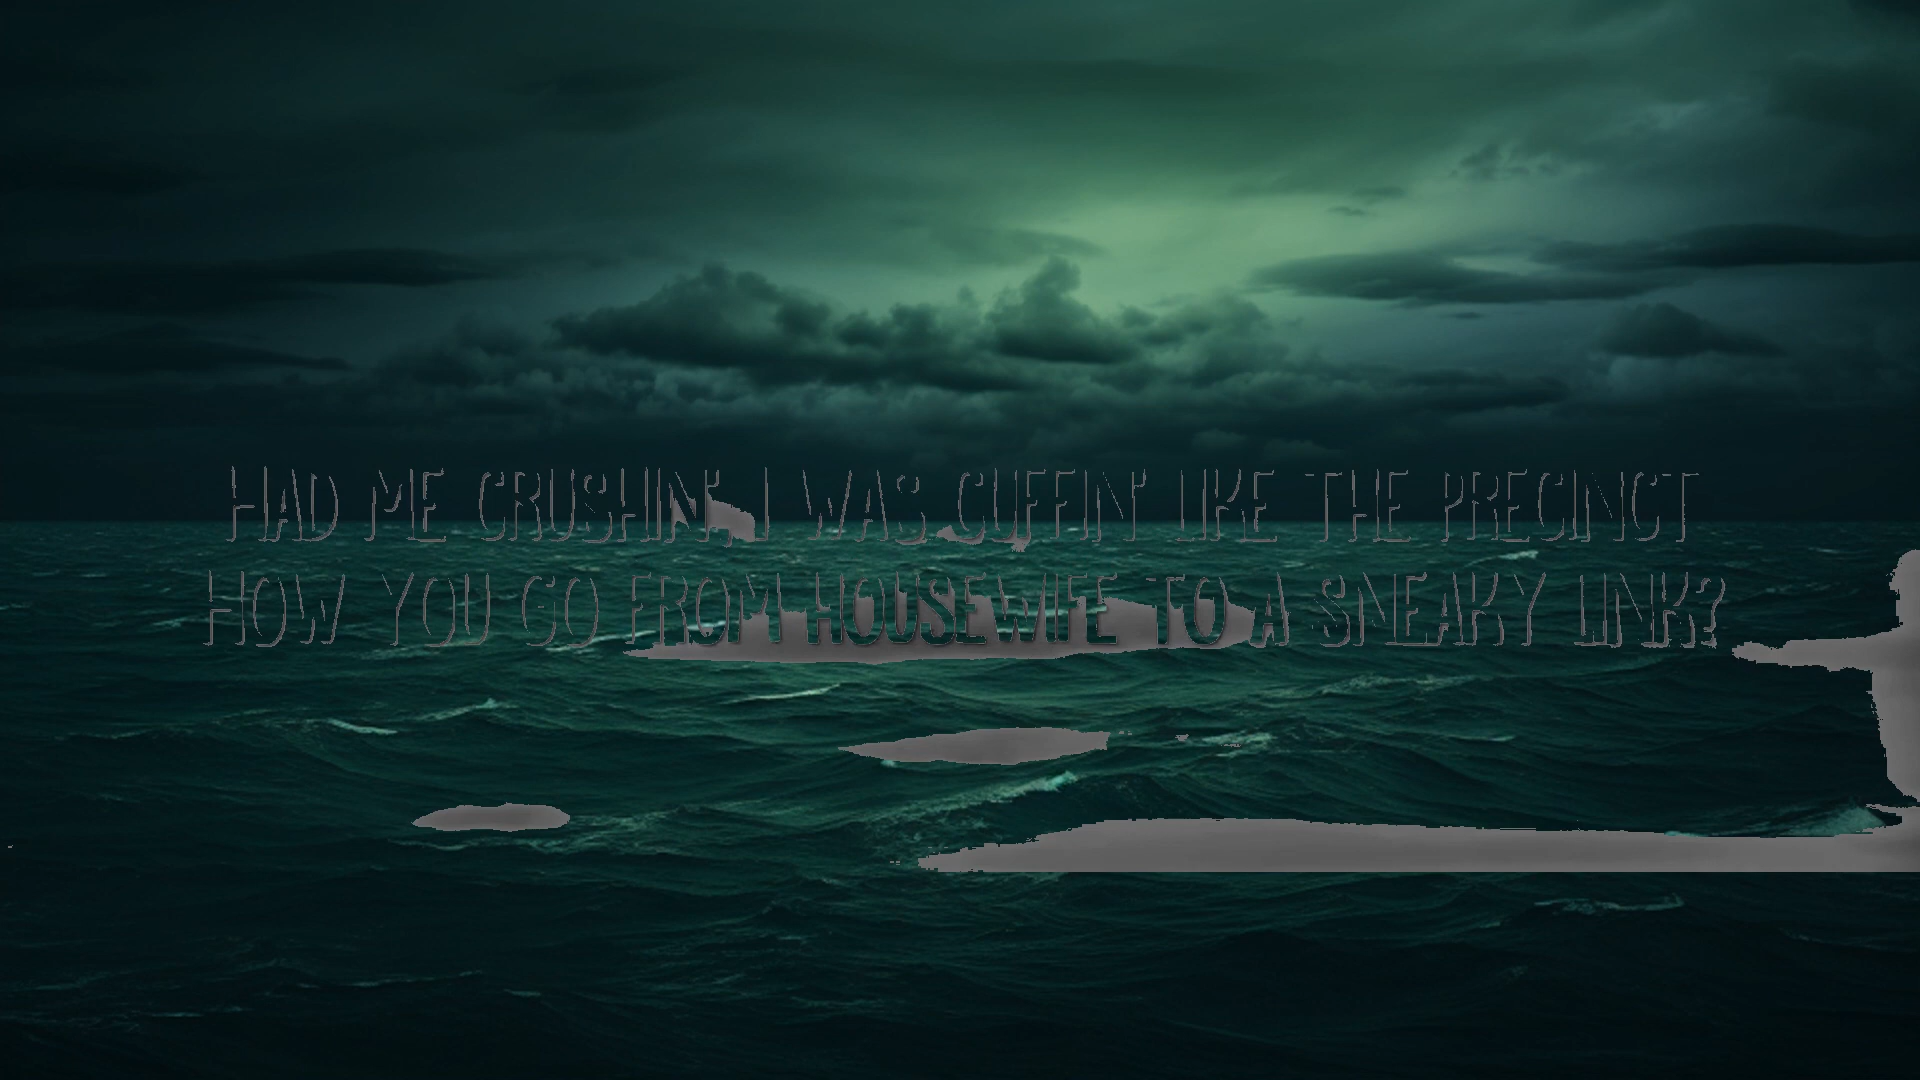 HAD ME CRUSHIN', I WAS CUFFIN' LIKE THE PRECINCT
HOW YOU GO FROM HOUSEWIFE TO A SNEAKY LINK?